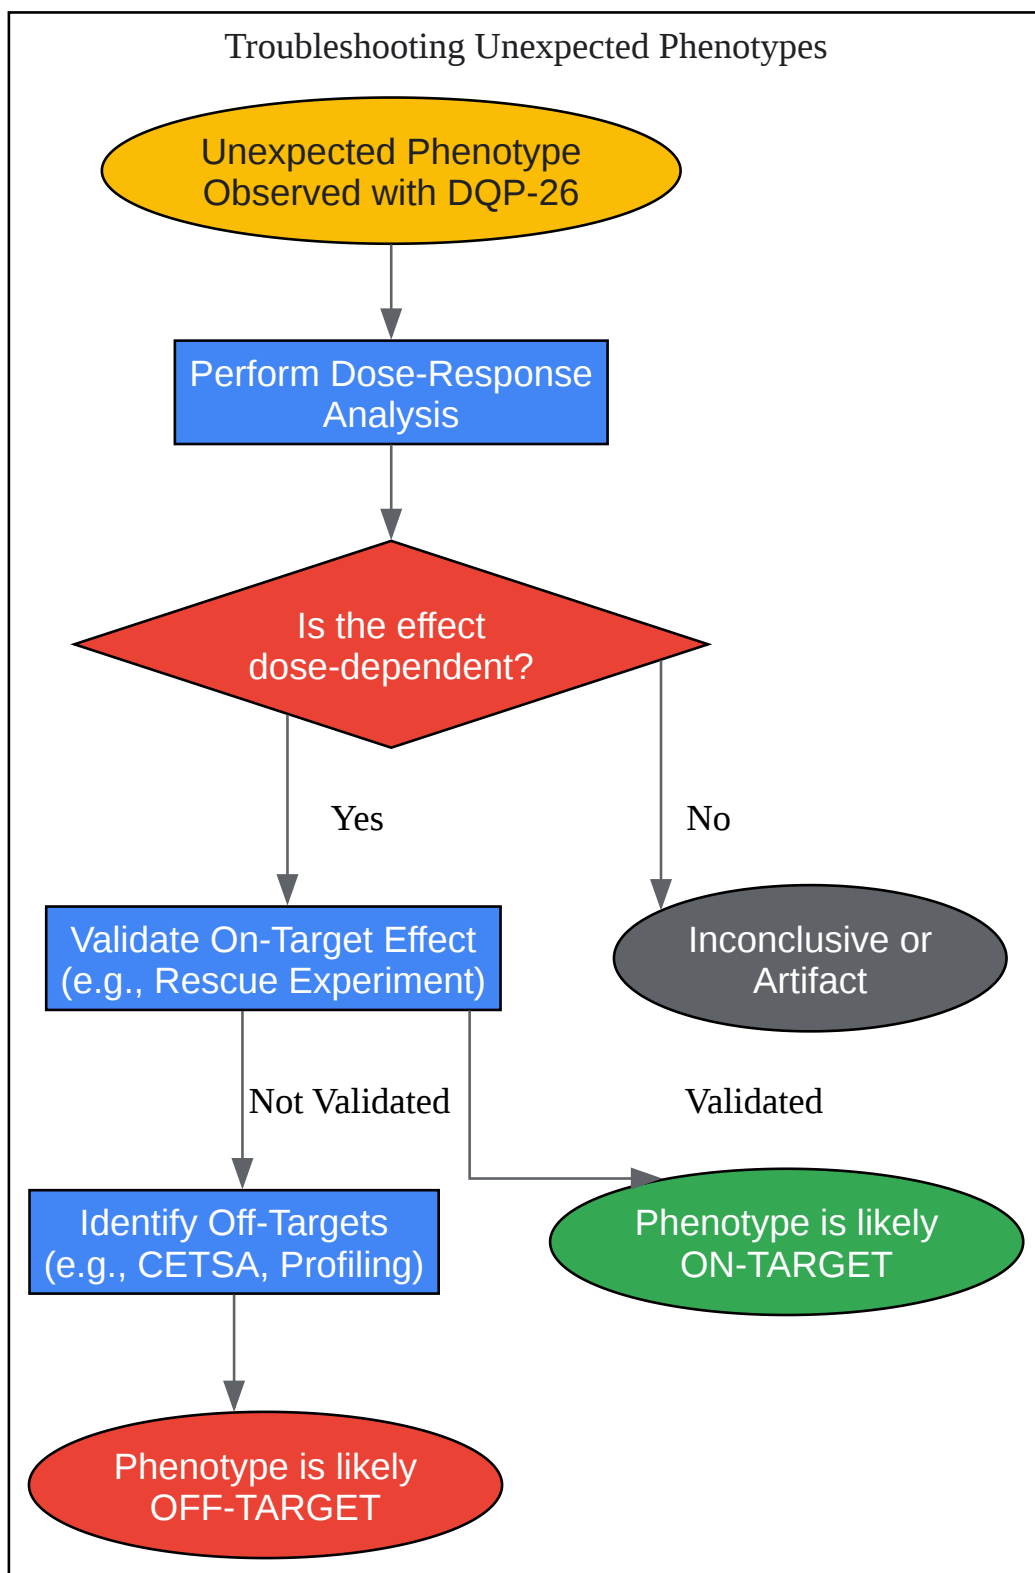 Troubleshooting Unexpected Phenotypes
Unexpected Phenotype
Observed with DQP-26
Perform Dose-Response
Analysis
Is the effect
dose-dependent?
Yes
No
Validate On-Target Effect
(e.g., Rescue Experiment)
Inconclusive or
Artifact
Not Validated
Validated
Identify Off-Targets
(e.g., CETSA, Profiling)
Phenotype is likely
ON-TARGET
Phenotype is likely
OFF-TARGET